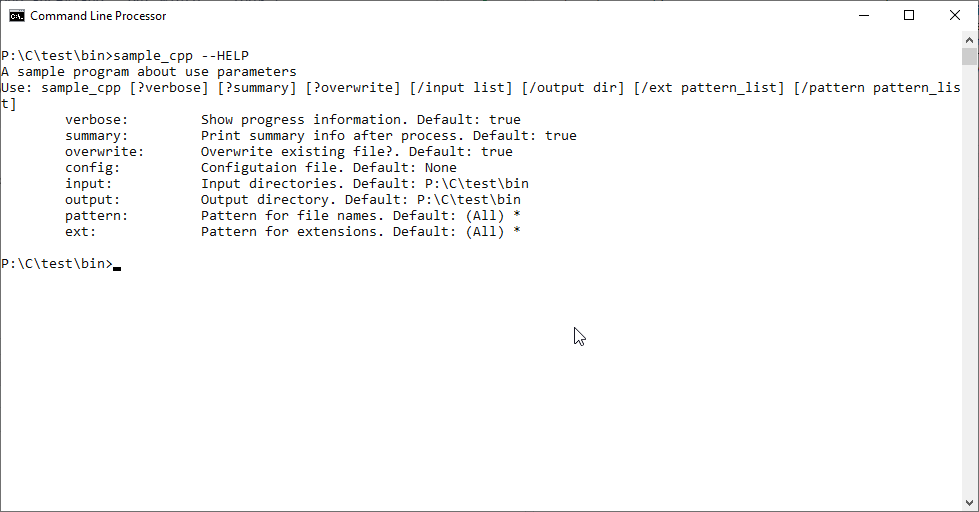 Command Line Processor
P:\C\test\bin>sample_cpp --HELP
A sample program about use parameters
Use: sample_cpp [?verbose] [?summary] [?overwrite] [/input list] [/output dir] [/ext pattern_list] [/pattern pattern_lis
t]
verbose: Show progress information. Default: true
summary: Print summary info after process. Default: true
overwrite: Overwrite existing file?. Default: true
config: Configutaion file. Default: None
input: Input directories. Default: P:\C\test\bin
output: Output directory. Default: P:\C\test\bin
pattern: Pattern for file names. Default: (All) *
ext: Pattern for extensions. Default: (All) *
P:\C\test\bin>